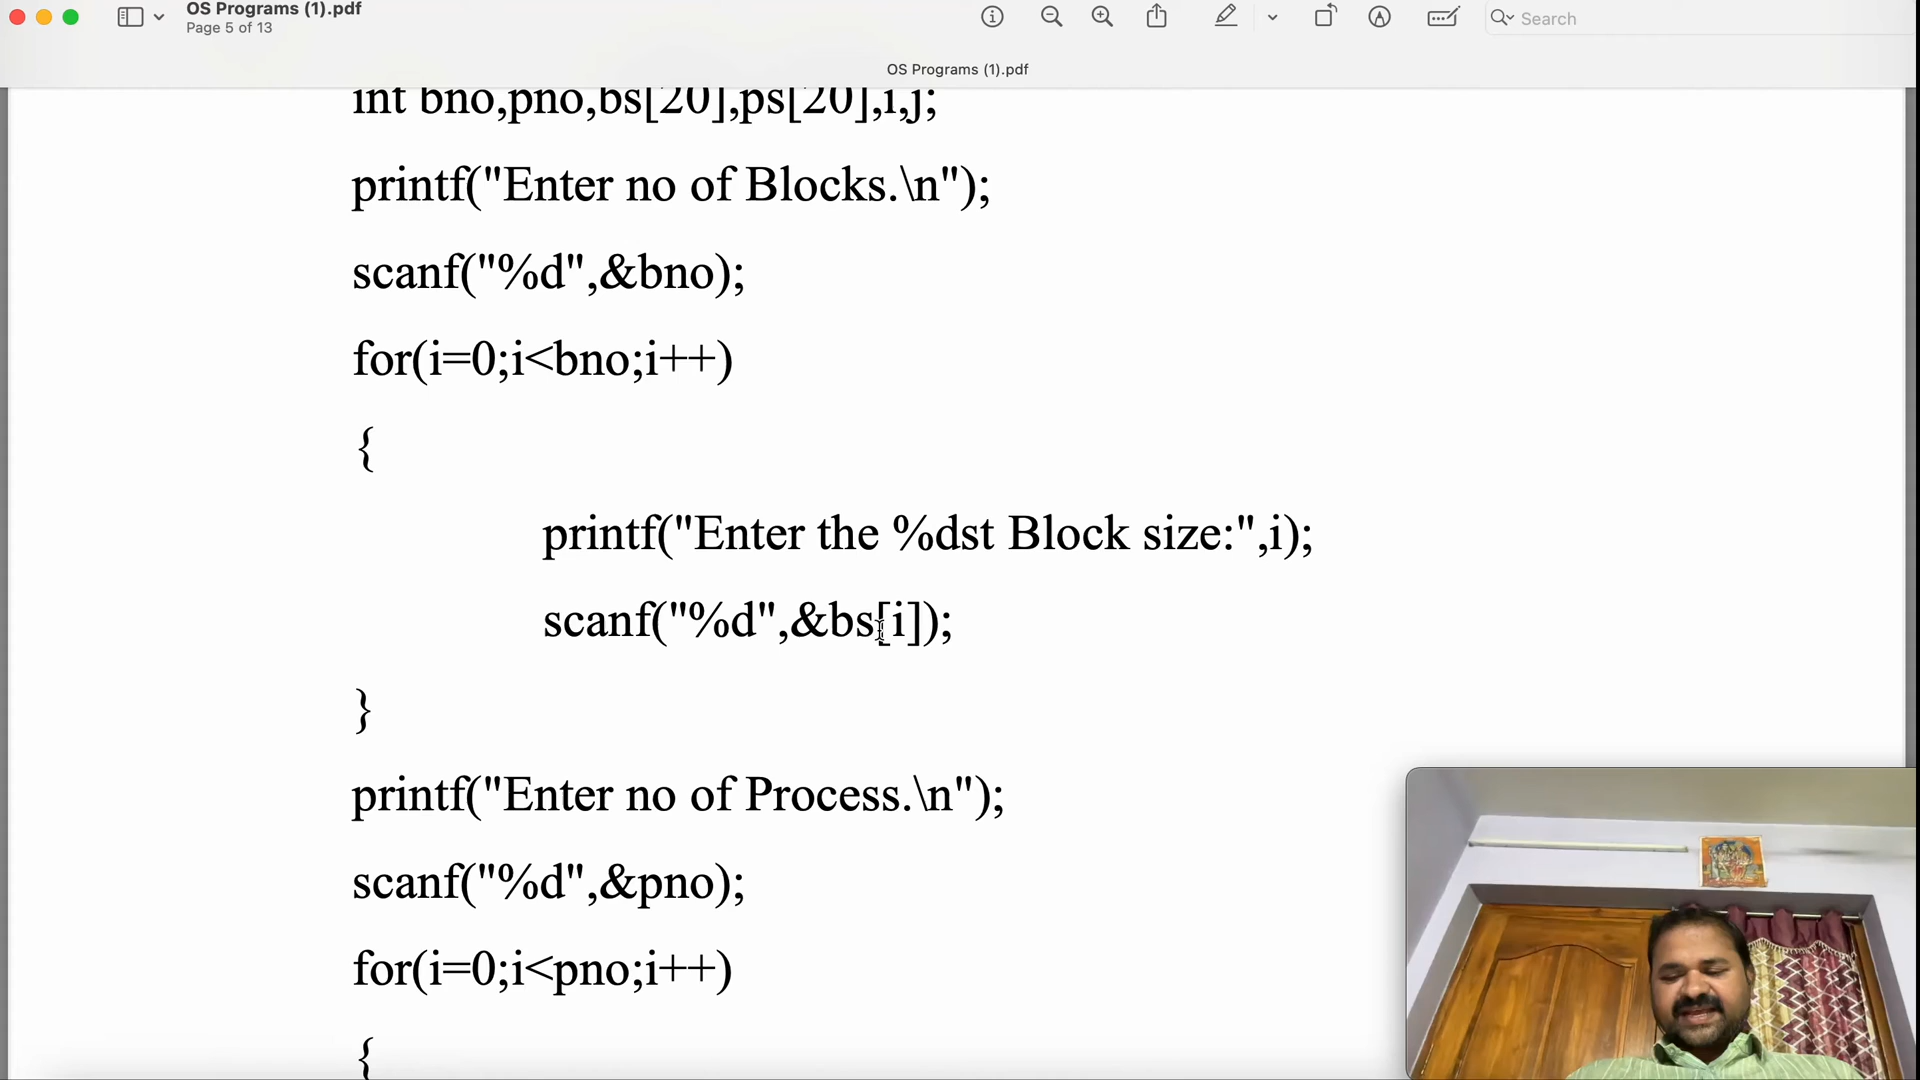 OS Programs (1).pdf
Page 5 of 13
Search
OS Programs (1).pdf
int bno,pno,bs[20],ps[20],i,j;
printf("Enter no of Blocks.\n");
scanf("%d",&bno);
for(i=0;i<bno;i++)
{
printf("Enter the %dst Block size:",i);
scanf("%d",&bs[i]);
}
printf("Enter no of Process.\n");
scanf("%d",&pno);
for(i=0;i<pno;i++)
{